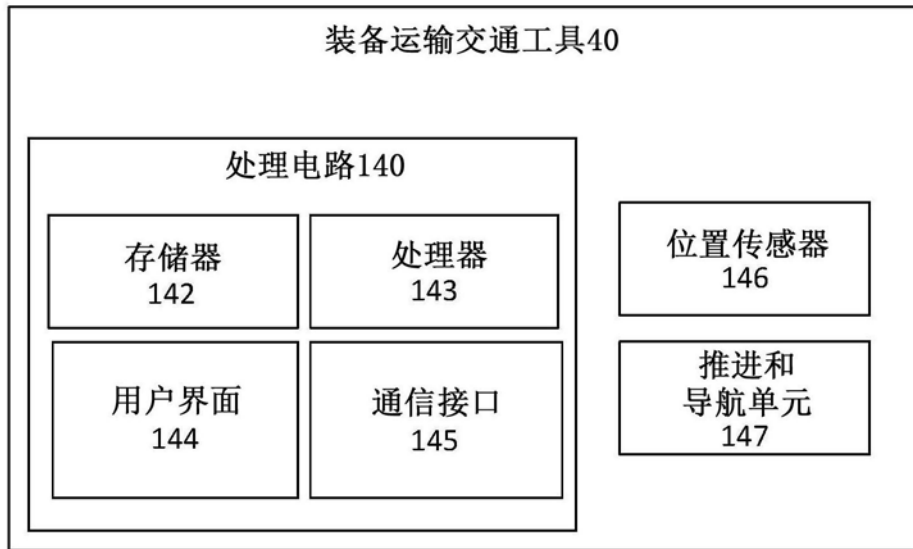 装备运输交通工具40
处理电路140
存储器
142
处理器
143
位置传感器
146
用户界面
144
通信接口
145
推进和
导航单元
147